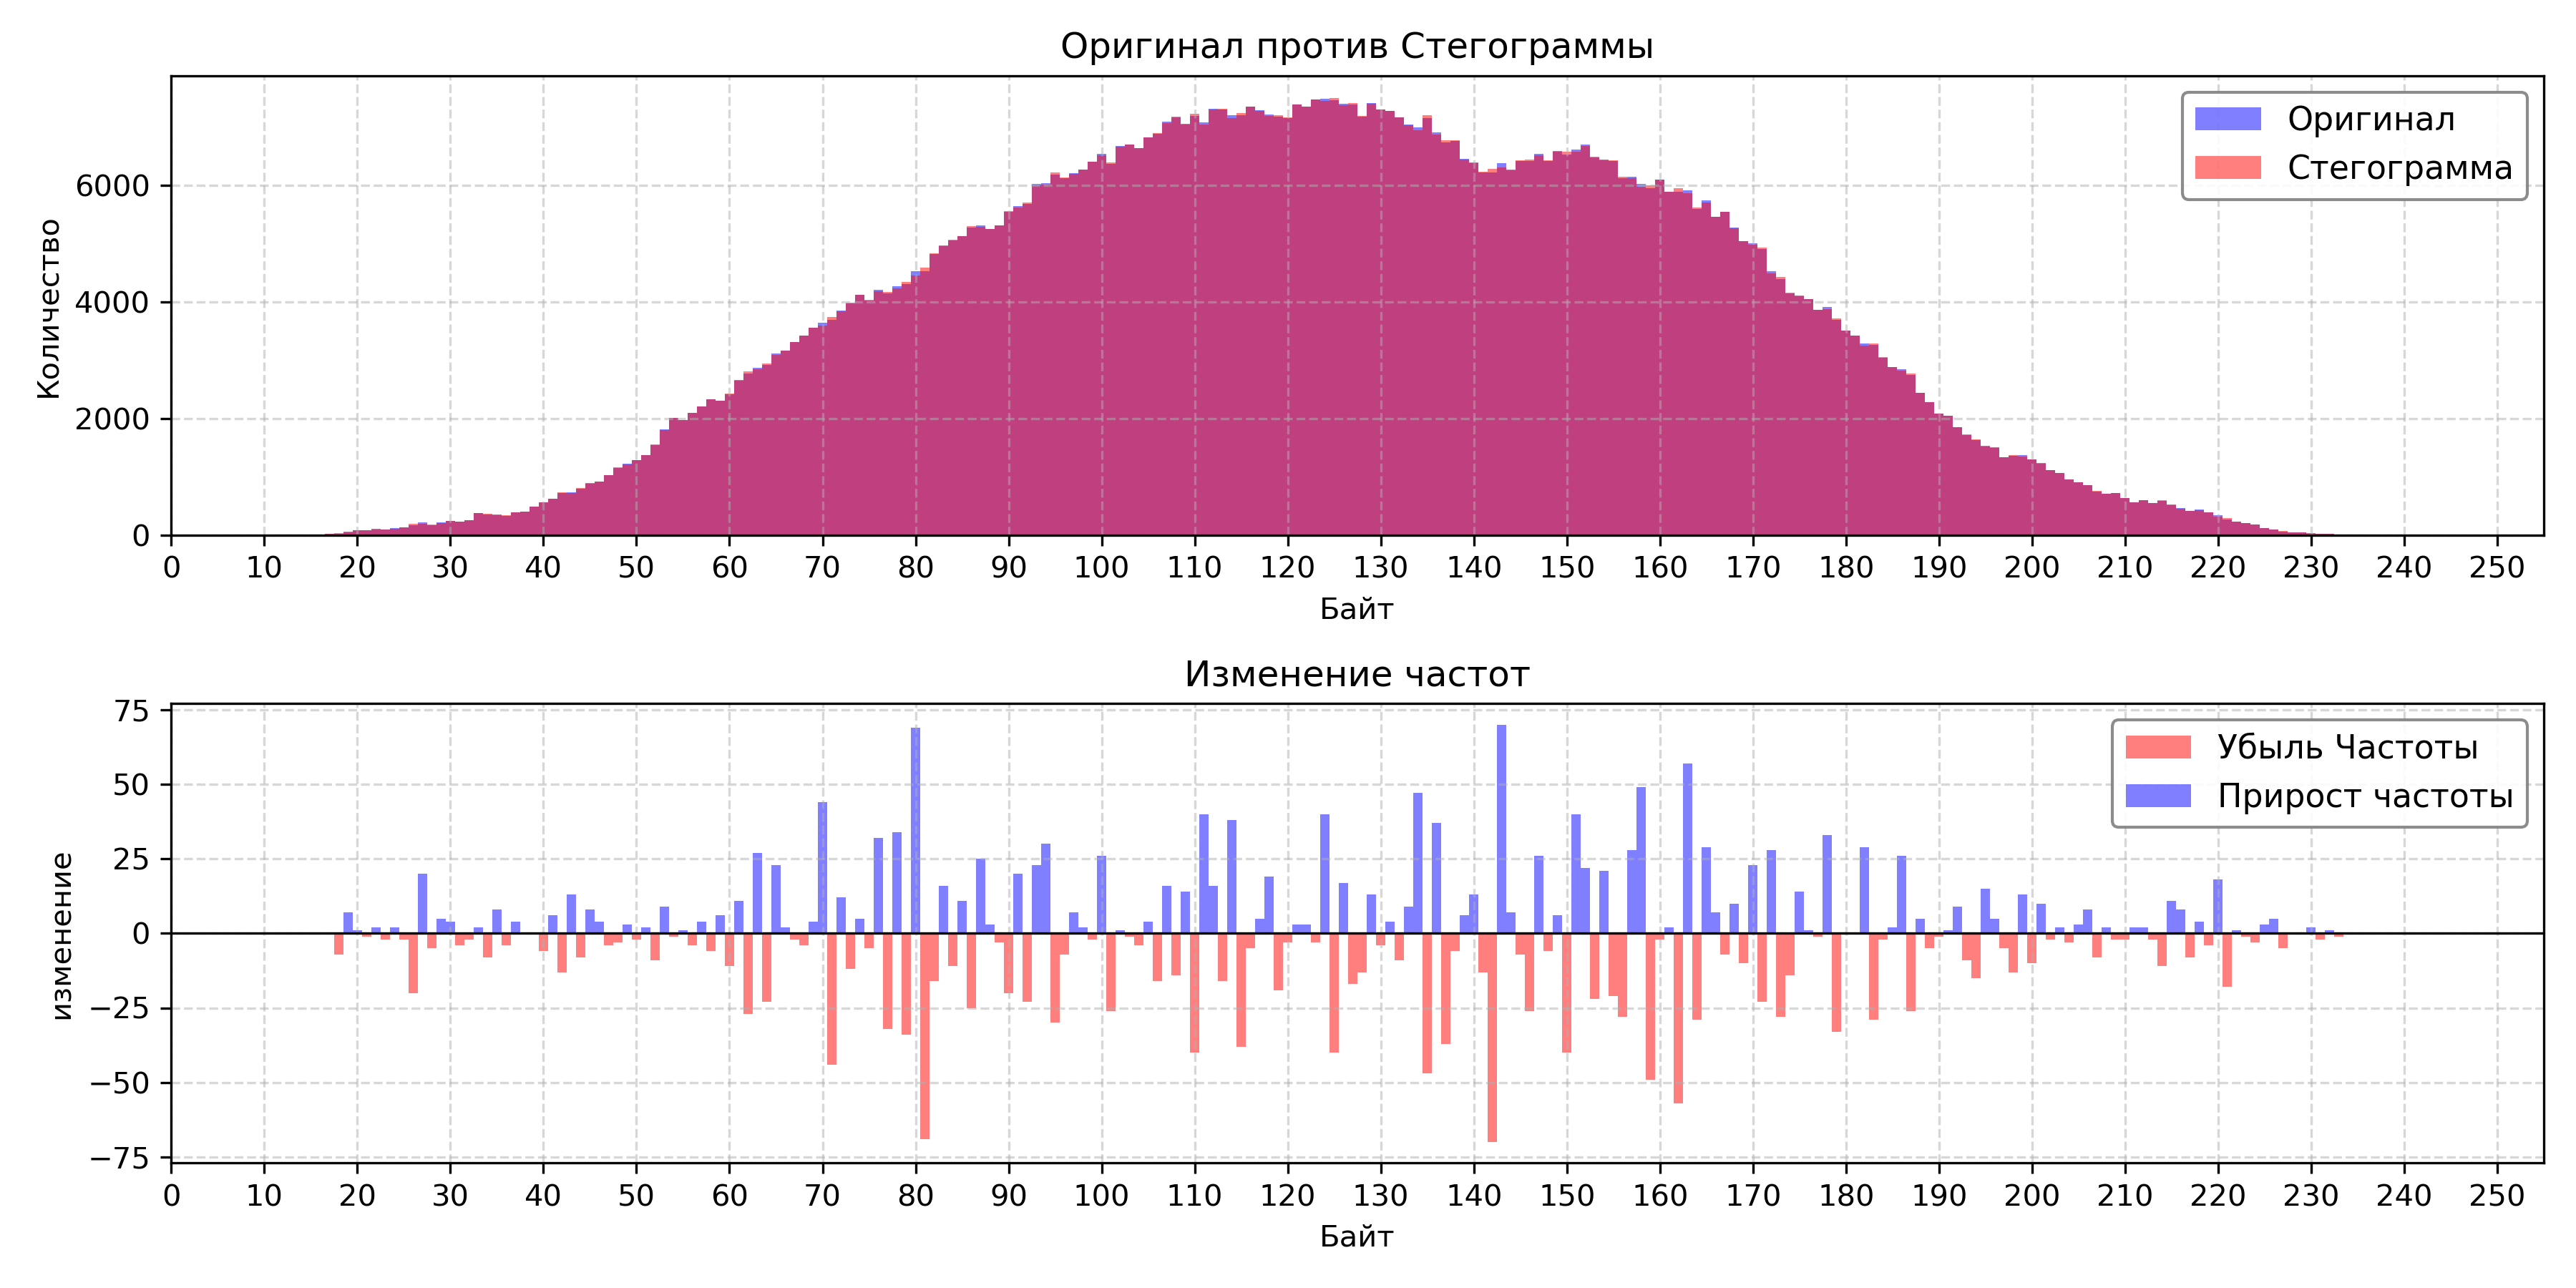 Оригинал против Стегограммы
Количество
6000
4000
2000
0
Оригинал
Стегограмма
0 10 20 30 40 50 60 70 80 90 100 110 120 130 140 150 160 170 180 190 200 210 220 230 240 250
Байт
Изменение частот
изменение
75
50
25
0
−25
−50
−75
Убыль Частоты
Прирост частоты
0 10 20 30 40 50 60 70 80 90 100 110 120 130 140 150 160 170 180 190 200 210 220 230 240 250
Байт